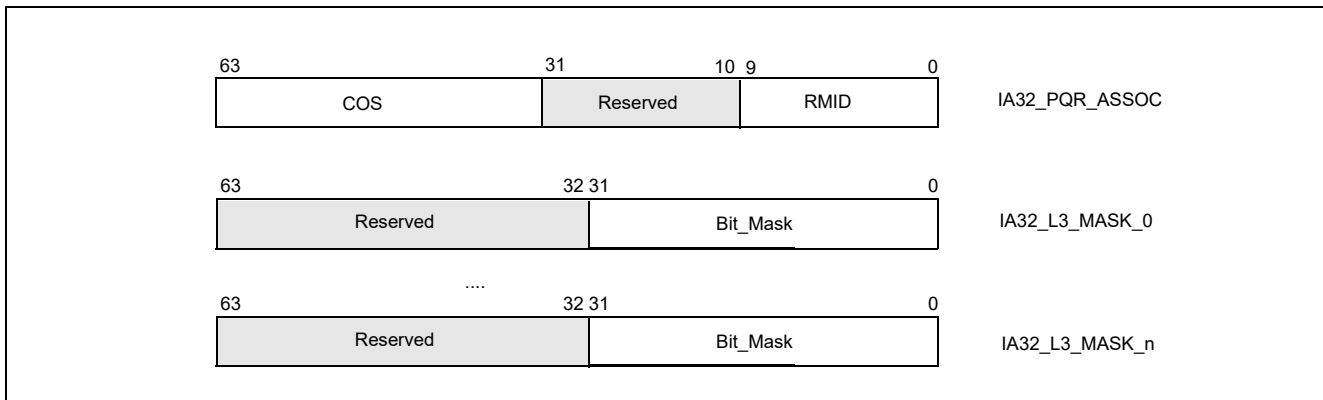 63 31 10 9 0
COS Reserved RMID IA32_PQR_ASSOC
63 32 31 0
Reserved Bit_Mask IA32_L3_MASK_0
....
63 32 31 0
Reserved Bit_Mask IA32_L3_MASK_n